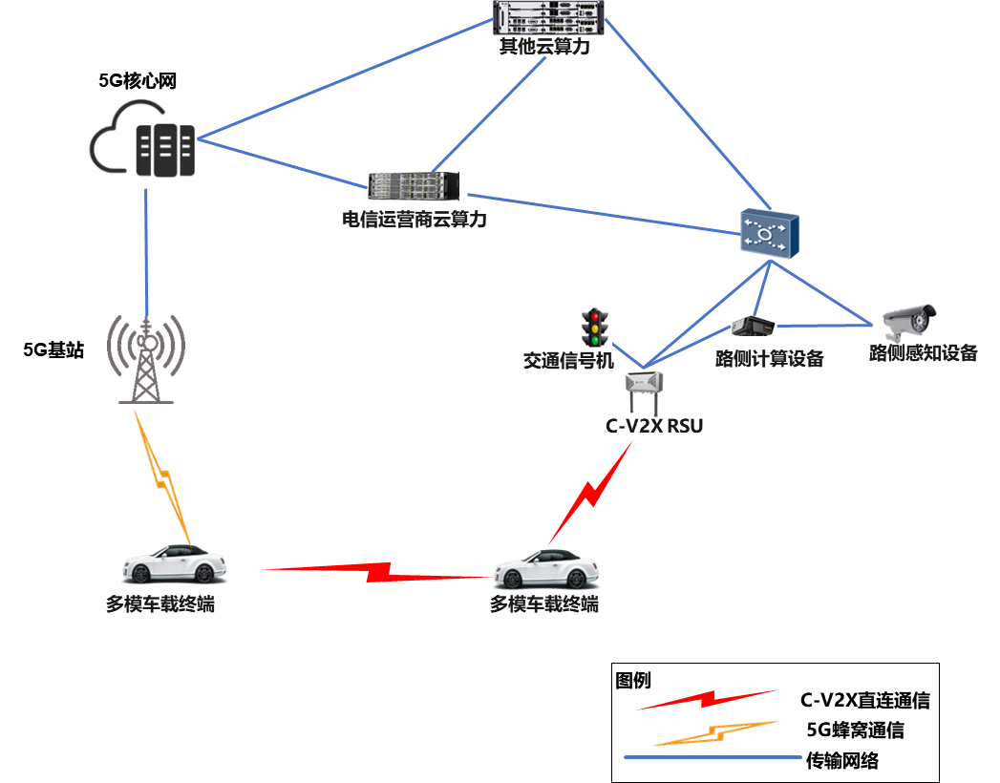 其他云算力
5G核心网
电信运营商云算力
5G基站
交通信号机
路侧计算设备
路侧感知设备
C-V2X RSU
多模车载终端
多模车载终端
图例
C-V2X直连通信
5G蜂窝通信
传输网络